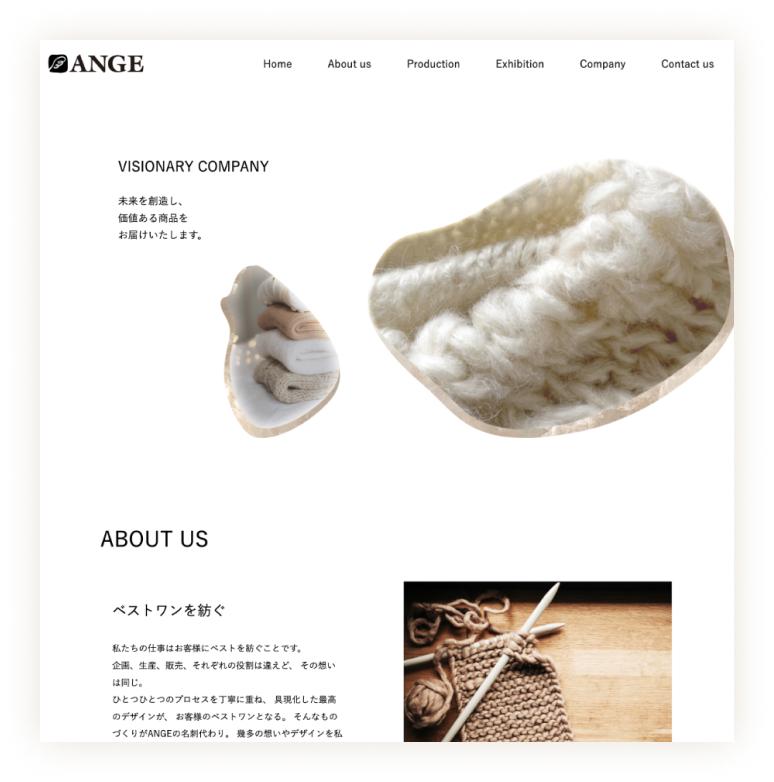 ANGE
Home
About us
Production
Exhibition
Company
Contact us
VISIONARY COMPANY
未来を創造し、
価値ある商品を
お届けいたします。
ABOUT US
ベストワンを紡ぐ
私たちの仕事はお客様にベストを紡ぐことです。
企画、生産、販売、それぞれの役割は違えど、 その想い
は同じ。
ひとつひとつのプロセスを丁寧に重ね、 具現化した最高
のデザインが、 お客様のベストワンとなる。 そんなもの
づくりがANGEの名刺代わり。 幾多の想いやデザインを私